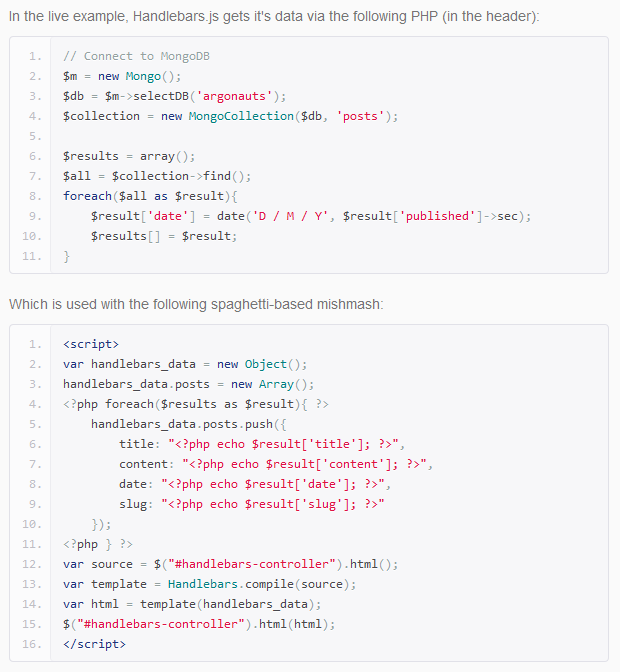 In the live example, Handlebars.js gets it's data via the following PHP (in the header):
1. // Connect to MongoDB
2. $m = new Mongo();
3. $db = $m->selectDB('argonauts');
4. $collection = new MongoCollection($db, 'posts');
5.
6. $results = array();
7. $all = $collection->find();
8. foreach($all as $result){
9.     $result['date'] = date('D / M / Y', $result['published']->sec);
10.     $results[] = $result;
11. }
Which is used with the following spaghetti-based mishmash:
1. <script>
2. var handlebars_data = new Object();
3. handlebars_data.posts = new Array();
4. <?php foreach($results as $result){ ?>
5.     handlebars_data.posts.push({
6.         title: "<?php echo $result['title']; ?>",
7.         content: "<?php echo $result['content']; ?>",
8.         date: "<?php echo $result['date']; ?>",
9.         slug: "<?php echo $result['slug']; ?>"
10.     });
11. <?php } ?>
12. var source = $("#handlebars-controller").html();
13. var template = Handlebars.compile(source);
14. var html = template(handlebars_data);
15. $("#handlebars-controller").html(html);
16. </script>